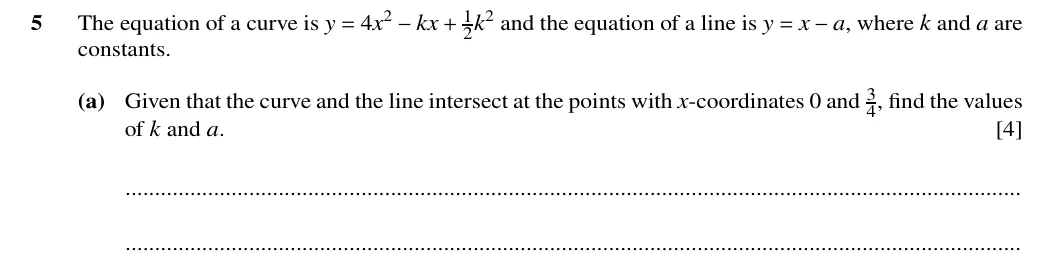 5 The equation of a curve is y = 4x² − kx + ½k² and the equation of a line is y = x − a, where k and a are
constants.
(a) Given that the curve and the line intersect at the points with x-coordinates 0 and ¾, find the values
of k and a. [4]